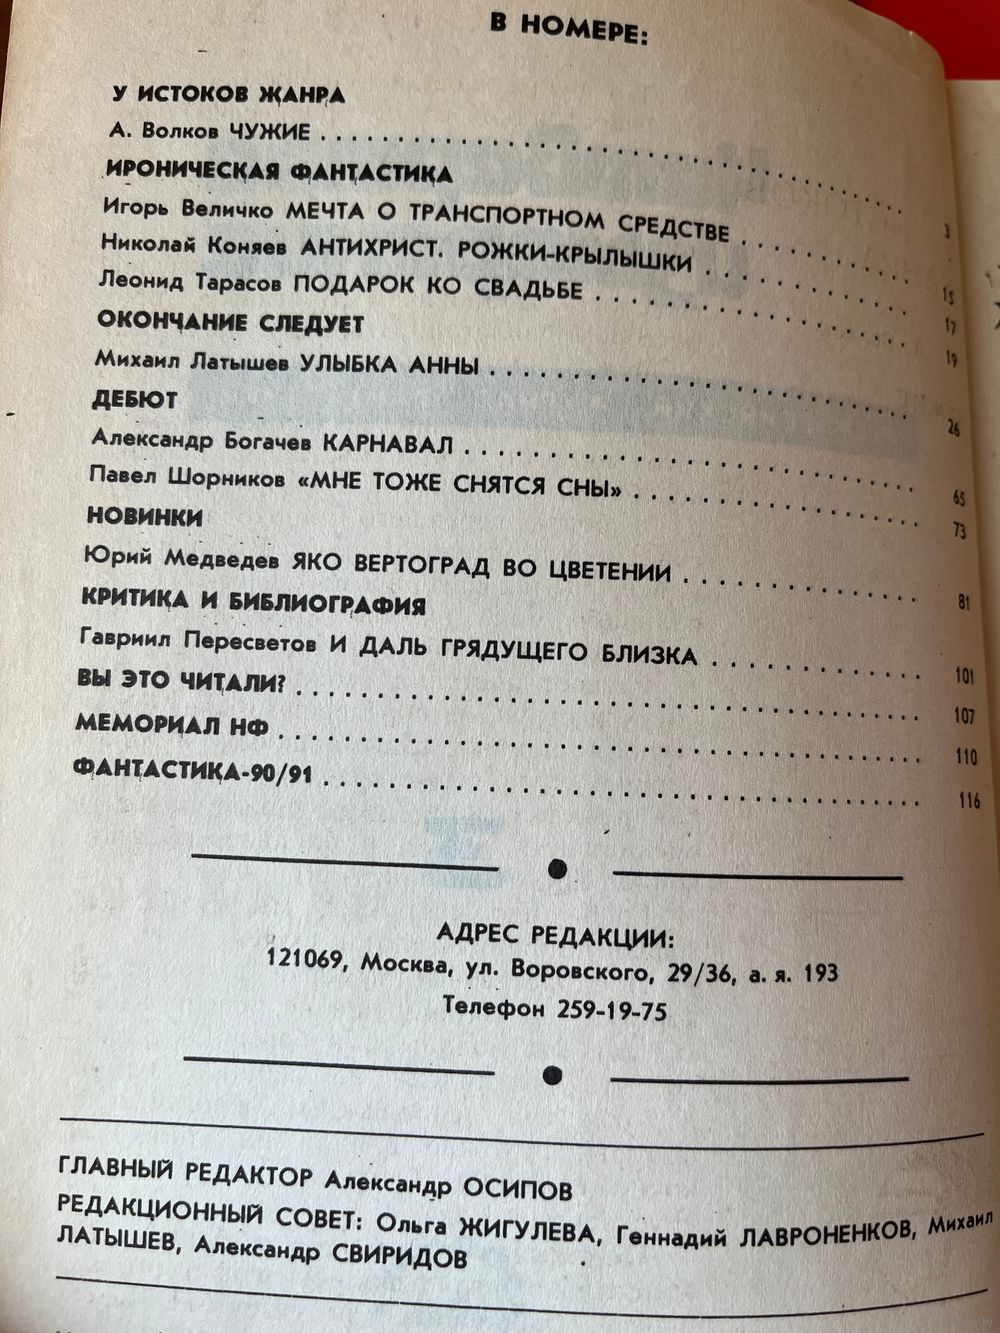 В НОМЕРЕ:
У ИСТОКОВ ЖАНРА
А. Волков ЧУЖИЕ . . . . . . . . . . . . . . . . . . . . 3
ИРОНИЧЕСКАЯ ФАНТАСТИКА
Игорь Величко МЕЧТА О ТРАНСПОРТНОМ СРЕДСТВЕ . . . . . . . . 15
Николай Коняев АНТИХРИСТ. РОЖКИ-КРЫЛЫШКИ . . . . . . . . 17
Леонид Тарасов ПОДАРОК КО СВАДЬБЕ . . . . . . . . . . . . 19
ОКОНЧАНИЕ СЛЕДУЕТ
Михаил Латышев УЛЫБКА АННЫ . . . . . . . . . . . . . . . . 26
ДЕБЮТ
Александр Богачев КАРНАВАЛ . . . . . . . . . . . . . . . . 65
Павел Шорников «МНЕ ТОЖЕ СНЯТСЯ СНЫ» . . . . . . . . . . 73
НОВИНКИ
Юрий Медведев ЯКО ВЕРТОГРАД ВО ЦВЕТЕНИИ . . . . . . . . 81
КРИТИКА И БИБЛИОГРАФИЯ
Гавриил Пересветов И ДАЛЬ ГРЯДУЩЕГО БЛИЗКА . . . . . . . . 101
ВЫ ЭТО ЧИТАЛИ? . . . . . . . . . . . . . . . . . . . . 107
МЕМОРИАЛ НФ . . . . . . . . . . . . . . . . . . . . 110
ФАНТАСТИКА-90/91 . . . . . . . . . . . . . . . . . . . . 116
АДРЕС РЕДАКЦИИ:
121069, Москва, ул. Воровского, 29/36, а. я. 193
Телефон 259-19-75
ГЛАВНЫЙ РЕДАКТОР Александр ОСИПОВ
РЕДАКЦИОННЫЙ СОВЕТ: Ольга ЖИГУЛЕВА, Геннадий ЛАВРОНЕНКОВ, Михаил
ЛАТЫШЕВ, Александр СВИРИДОВ